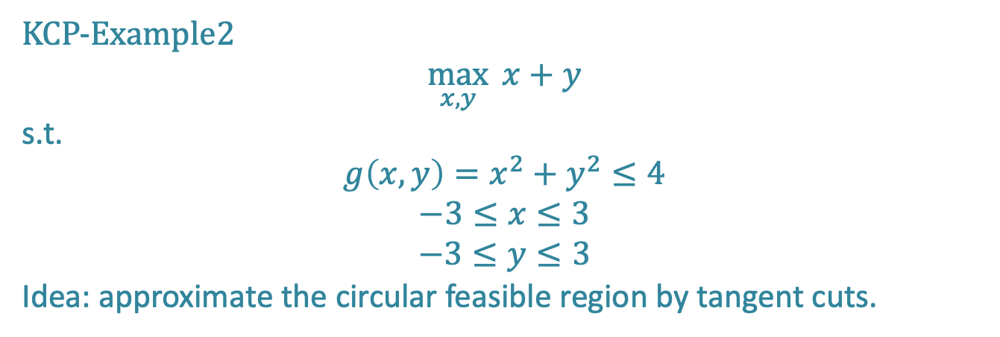 KCP-Example2
max x + y
x,y
s.t.
g(x, y) = x² + y² ≤ 4
−3 ≤ x ≤ 3
−3 ≤ y ≤ 3
Idea: approximate the circular feasible region by tangent cuts.